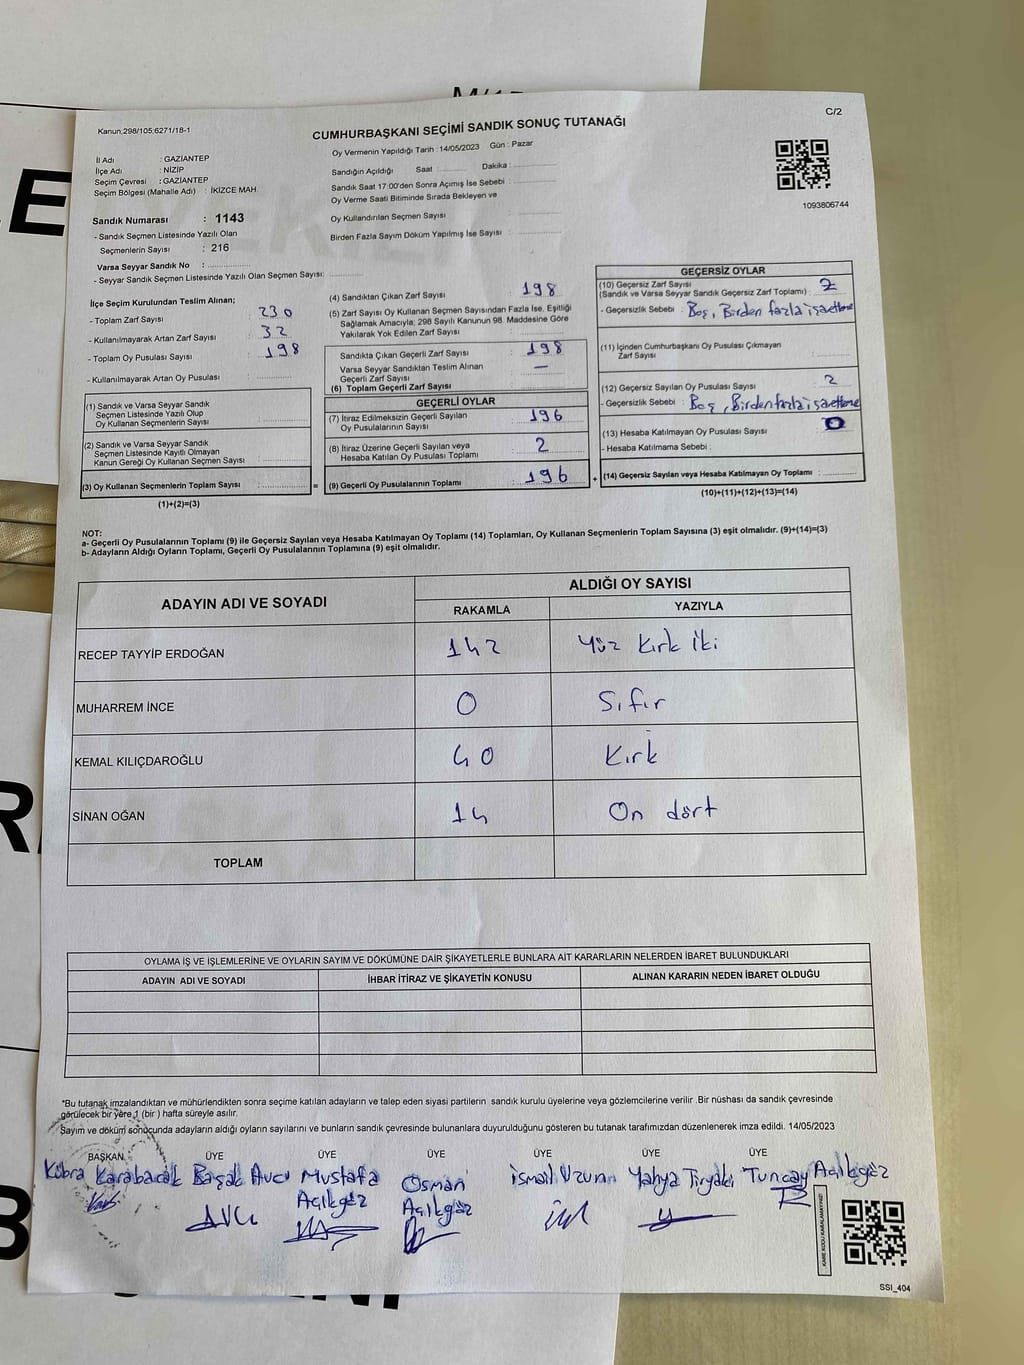 C/2
Kanun,298/105;6271/18-1
CUMHURBAŞKANI SEÇİMİ SANDIK SONUÇ TUTANAĞI
İl Adı : GAZİANTEP
İlçe Adı : NİZİP
Seçim Çevresi : GAZİANTEP
Seçim Bölgesi (Mahalle Adı) : İKİZCE MAH
Sandık Numarası : 1143
- Sandık Seçmen Listesinde Yazılı Olan
Seçmenlerin Sayısı : 216
Varsa Seyyar Sandık No :
- Seyyar Sandık Seçmen Listesinde Yazılı Olan Seçmen Sayısı:
Oy Vermenin Yapıldığı Tarih : 14/05/2023 Gün : Pazar
Sandığın Açıldığı Saat Dakika :
Sandık Saat 17:00'den Sonra Açımış İse Sebebi :
Oy Verme Saati Bitiminde Sırada Bekleyen ve
Oy Kullandırılan Seçmen Sayısı :
Birden Fazla Sayım Döküm Yapılmış İse Sayısı :
1093806744
İlçe Seçim Kurulundan Teslim Alınan;
- Toplam Zarf Sayısı : 230
- Kullanılmayarak Artan Zarf Sayısı : 32
- Toplam Oy Pusulası Sayısı : 198
- Kullanılmayarak Artan Oy Pusulası :
(1) Sandık ve Varsa Seyyar Sandık
Seçmen Listesinde Yazılı Olup
Oy Kullanan Seçmenlerin Sayısı :
(2) Sandık ve Varsa Seyyar Sandık
Seçmen Listesinde Kayıtlı Olmayan
Kanun Gereği Oy Kullanan Seçmen Sayısı :
(3) Oy Kullanan Seçmenlerin Toplam Sayısı :
(1)+(2)=(3)
=
(4) Sandıktan Çıkan Zarf Sayısı : 198
(5) Zarf Sayısı Oy Kullanan Seçmen Sayısından Fazla İse, Eşitliği
Sağlamak Amacıyla; 298 Sayılı Kanunun 98. Maddesine Göre
Yakılarak Yok Edilen Zarf Sayısı :
Sandıkta Çıkan Geçerli Zarf Sayısı : 198
Varsa Seyyar Sandıktan Teslim Alınan
Geçerli Zarf Sayısı : —
(6) Toplam Geçerli Zarf Sayısı :
GEÇERLİ OYLAR
(7) İtiraz Edilmeksizin Geçerli Sayılan
Oy Pusulasının Sayısı : 196
(8) İtiraz Üzerine Geçerli Sayılan veya
Hesaba Katılan Oy Pusulası Toplamı : 2
(9) Geçerli Oy Pusulalarının Toplamı : 196
+
GEÇERSİZ OYLAR
(10) Geçersiz Zarf Sayısı
(Sandık ve Varsa Seyyar Sandık Geçersiz Zarf Toplamı) : 2
- Geçersizlik Sebebi : Boş, Birden fazla işaretleme
(11) İçinden Cumhurbaşkanı Oy Pusulası Çıkmayan
Zarf Sayısı :
(12) Geçersiz Sayılan Oy Pusulası Sayısı : 2
- Geçersizlik Sebebi : Boş, Birden fazla işaretleme
(13) Hesaba Katılmayan Oy Pusulası Sayısı : 0
- Hesaba Katılmama Sebebi :
(14) Geçersiz Sayılan veya Hesaba Katılmayan Oy Toplamı :
(10)+(11)+(12)+(13)=(14)
NOT:
a- Geçerli Oy Pusulalarının Toplamı (9) ile Geçersiz Sayılan veya Hesaba Katılmayan Oy Toplamı (14) Toplamları, Oy Kullanan Seçmenlerin Toplam Sayısına (3) eşit olmalıdır. (9)+(14)=(3)
b- Adayların Aldığı Oyların Toplamı, Geçerli Oy Pusulalarının Toplamına (9) eşit olmalıdır.
ADAYIN ADI VE SOYADI
ALDIĞI OY SAYISI
RAKAMLA YAZIYLA
RECEP TAYYİP ERDOĞAN 142 Yüz Kırk İki
MUHARREM İNCE 0 Sıfır
KEMAL KILIÇDAROĞLU 40 Kırk
SİNAN OĞAN 14 On dört
TOPLAM
OYLAMA İŞ VE İŞLEMLERİNE VE OYLARIN SAYIM VE DÖKÜMÜNE DAİR ŞİKAYETLERLE BUNLARA AİT KARARLARIN NELERDEN İBARET BULUNDUKLARI
ADAYIN ADI VE SOYADI İHBAR İTİRAZ VE ŞİKAYETİN KONUSU ALINAN KARARIN NEDEN İBARET OLDUĞU
*Bu tutanak imzalandıktan ve mühürlendikten sonra seçime katılan adayların ve talep eden siyasi partilerin sandık kurulu üyelerine veya gözlemcilerine verilir .Bir nüshası da sandık çevresinde
görülecek bir yere 1 (bir ) hafta süreyle asılır.
Sayım ve döküm sonucunda adayların aldığı oyların sayılarını ve bunların sandık çevresinde bulunanlara duyurulduğunu gösteren bu tutanak tarafımızdan düzenlenerek imza edildi. 14/05/2023
BAŞKAN ÜYE ÜYE ÜYE ÜYE ÜYE ÜYE
Kübra Karabacak Başak Avcı Mustafa Açıkgöz Osman Açıkgöz İsmail Uzun Yahya Tiryaki Tuncay Açıkgöz
SSI_404